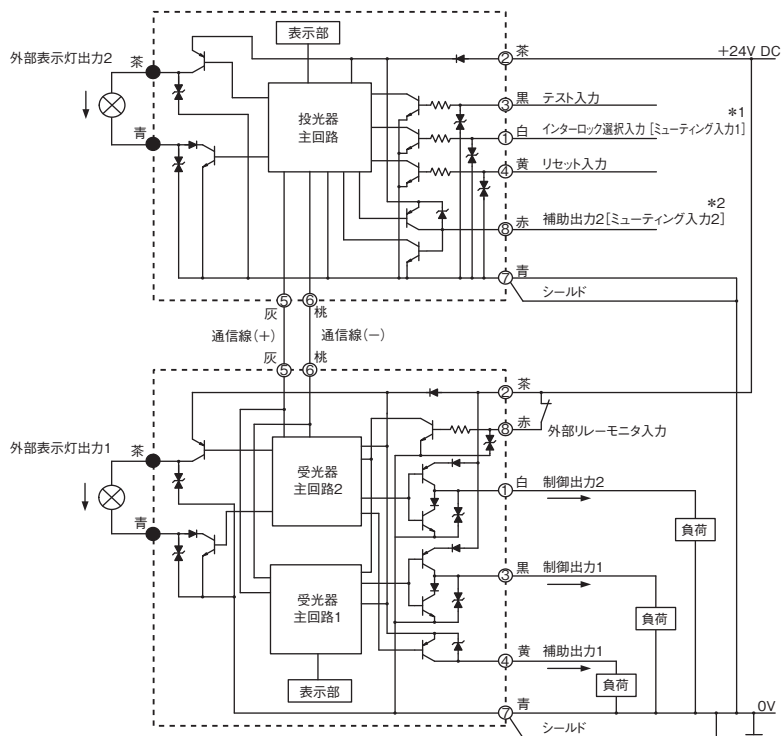 外部表示灯出力2
茶
青
表示部
投光器
主回路
② 茶 +24V DC
③ 黒 テスト入力
*1
① 白 インターロック選択入力 [ミューティング入力1]
④ 黄 リセット入力
*2
⑧ 赤 補助出力2[ミューティング入力2]
⑦ 青
シールド
⑤ ⑥
灰 桃
通信線(+) 通信線(−)
灰 桃
⑤ ⑥
外部表示灯出力1
茶
青
受光器
主回路2
受光器
主回路1
表示部
② 茶
⑧ 赤 外部リレーモニタ入力
① 白 制御出力2
負荷
③ 黒 制御出力1
負荷
④ 黄 補助出力1
負荷
⑦ 青 0V
シールド